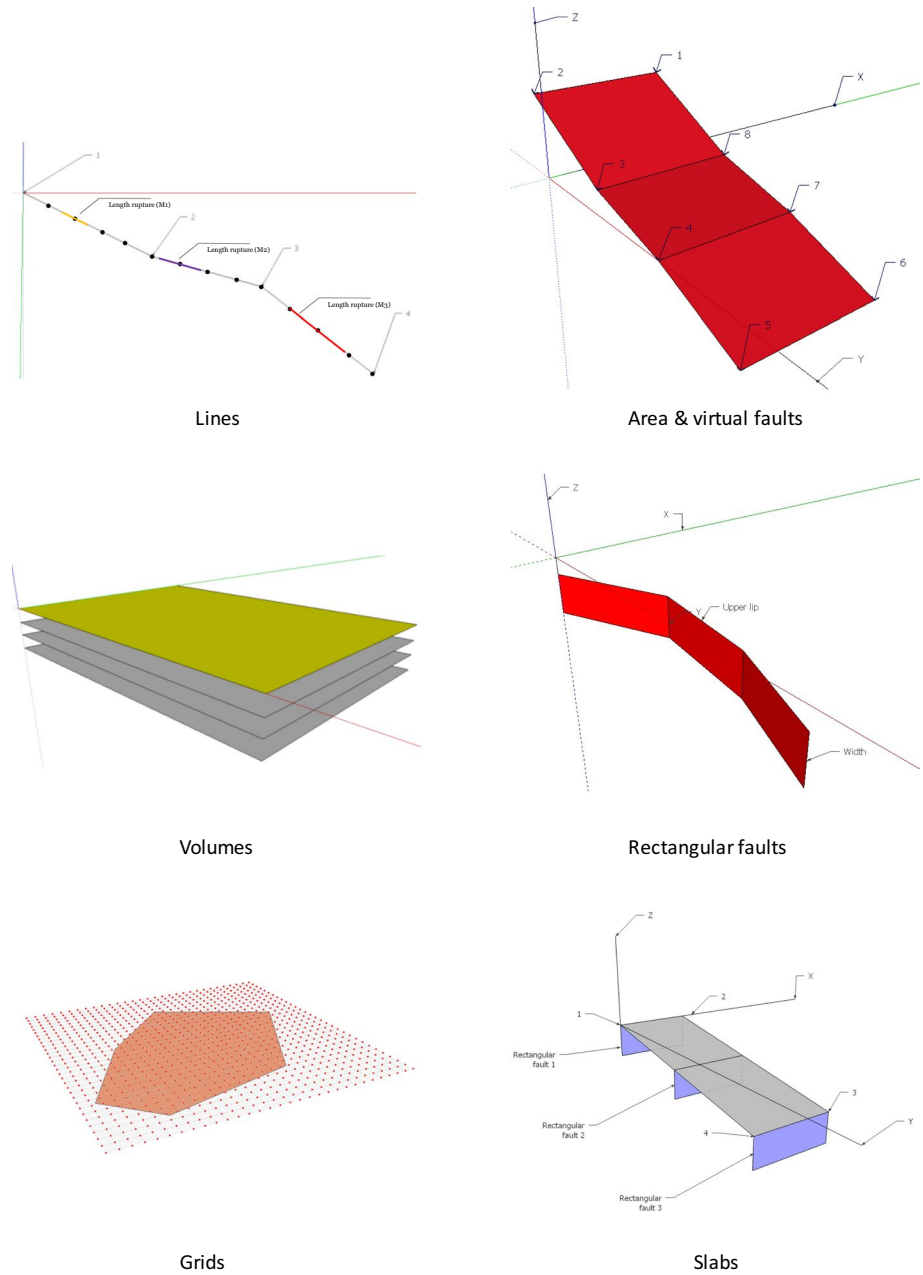 1
Length rupture (M1)
2
Length rupture (M2)
3
Length rupture (M3)
4
Lines
Z
1
2
X
8
3
7
4
6
5
Y
Area & virtual faults
Volumes
Z
X
Y
Upper lip
Width
Rectangular faults
Grids
Z
X
2
1
Rectangular
fault 1
Rectangular
fault 2
3
4
Y
Rectangular
fault 3
Slabs